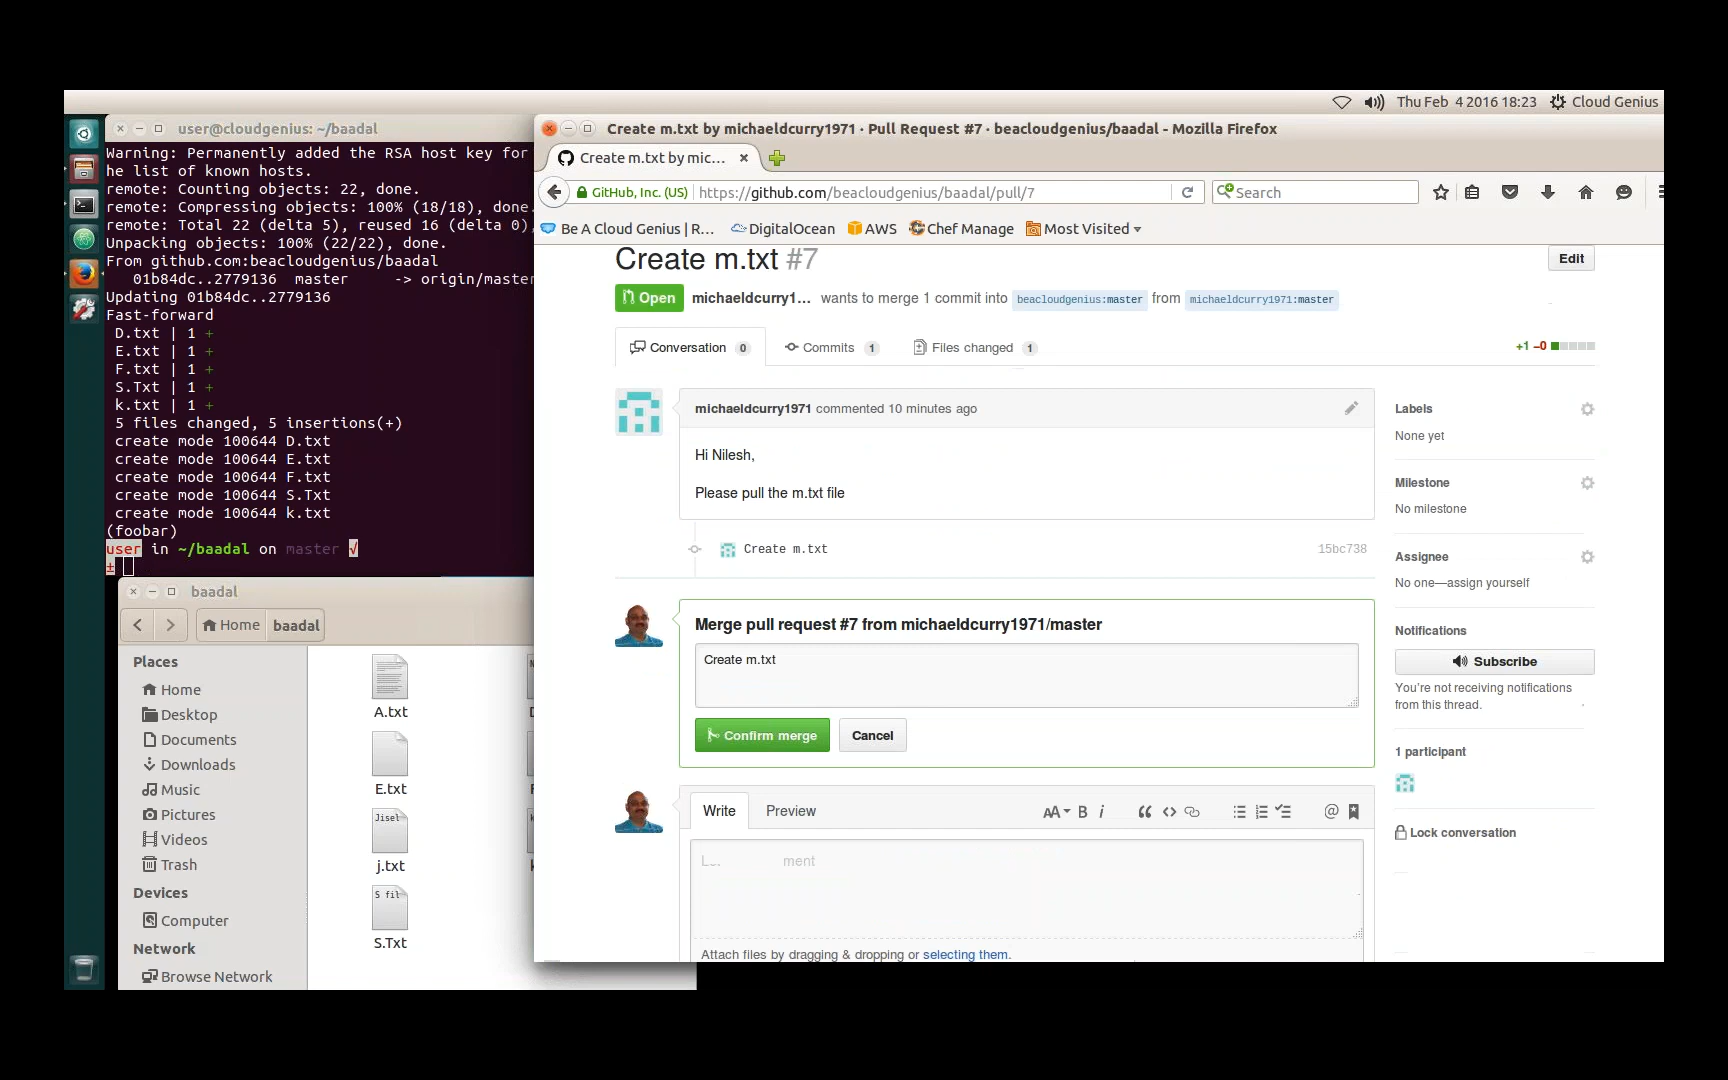 Thu Feb 4 2016 18:23 Cloud Genius
user@cloudgenius: ~/baadal
Warning: Permanently added the RSA host key for
he list of known hosts.
remote: Counting objects: 22, done.
remote: Compressing objects: 100% (18/18), done.
remote: Total 22 (delta 5), reused 16 (delta 0),
Unpacking objects: 100% (22/22), done.
From github.com:beacloudgenius/baadal
01b84dc..2779136 master -> origin/master
Updating 01b84dc..2779136
Fast-forward
D.txt | 1 +
E.txt | 1 +
F.txt | 1 +
S.Txt | 1 +
k.txt | 1 +
5 files changed, 5 insertions(+)
create mode 100644 D.txt
create mode 100644 E.txt
create mode 100644 F.txt
create mode 100644 S.Txt
create mode 100644 k.txt
(foobar)
user in ~/baadal on master √
±
baadal
Home baadal
Places
Home
Desktop
Documents
Downloads
Music
Pictures
Videos
Trash
Devices
Computer
Network
Browse Network
A.txt
E.txt
Jisel
j.txt
S fil
S.Txt
Create m.txt by michaeldcurry1971 · Pull Request #7 · beacloudgenius/baadal - Mozilla Firefox
Create m.txt by mic...
GitHub, Inc. (US) https://github.com/beacloudgenius/baadal/pull/7 Search
Be A Cloud Genius | R... DigitalOcean AWS Chef Manage Most Visited
Create m.txt #7 Edit
Open michaeldcurry1... wants to merge 1 commit into beacloudgenius:master from michaeldcurry1971:master
Conversation 0 Commits 1 Files changed 1 +1 −0
michaeldcurry1971 commented 10 minutes ago
Hi Nilesh,
Please pull the m.txt file
Create m.txt 15bc738
Merge pull request #7 from michaeldcurry1971/master
Create m.txt
Confirm merge Cancel
Write Preview AA B i
ment
Attach files by dragging & dropping or selecting them.
Labels
None yet
Milestone
No milestone
Assignee
No one—assign yourself
Notifications
Subscribe
You're not receiving notifications
from this thread.
1 participant
Lock conversation